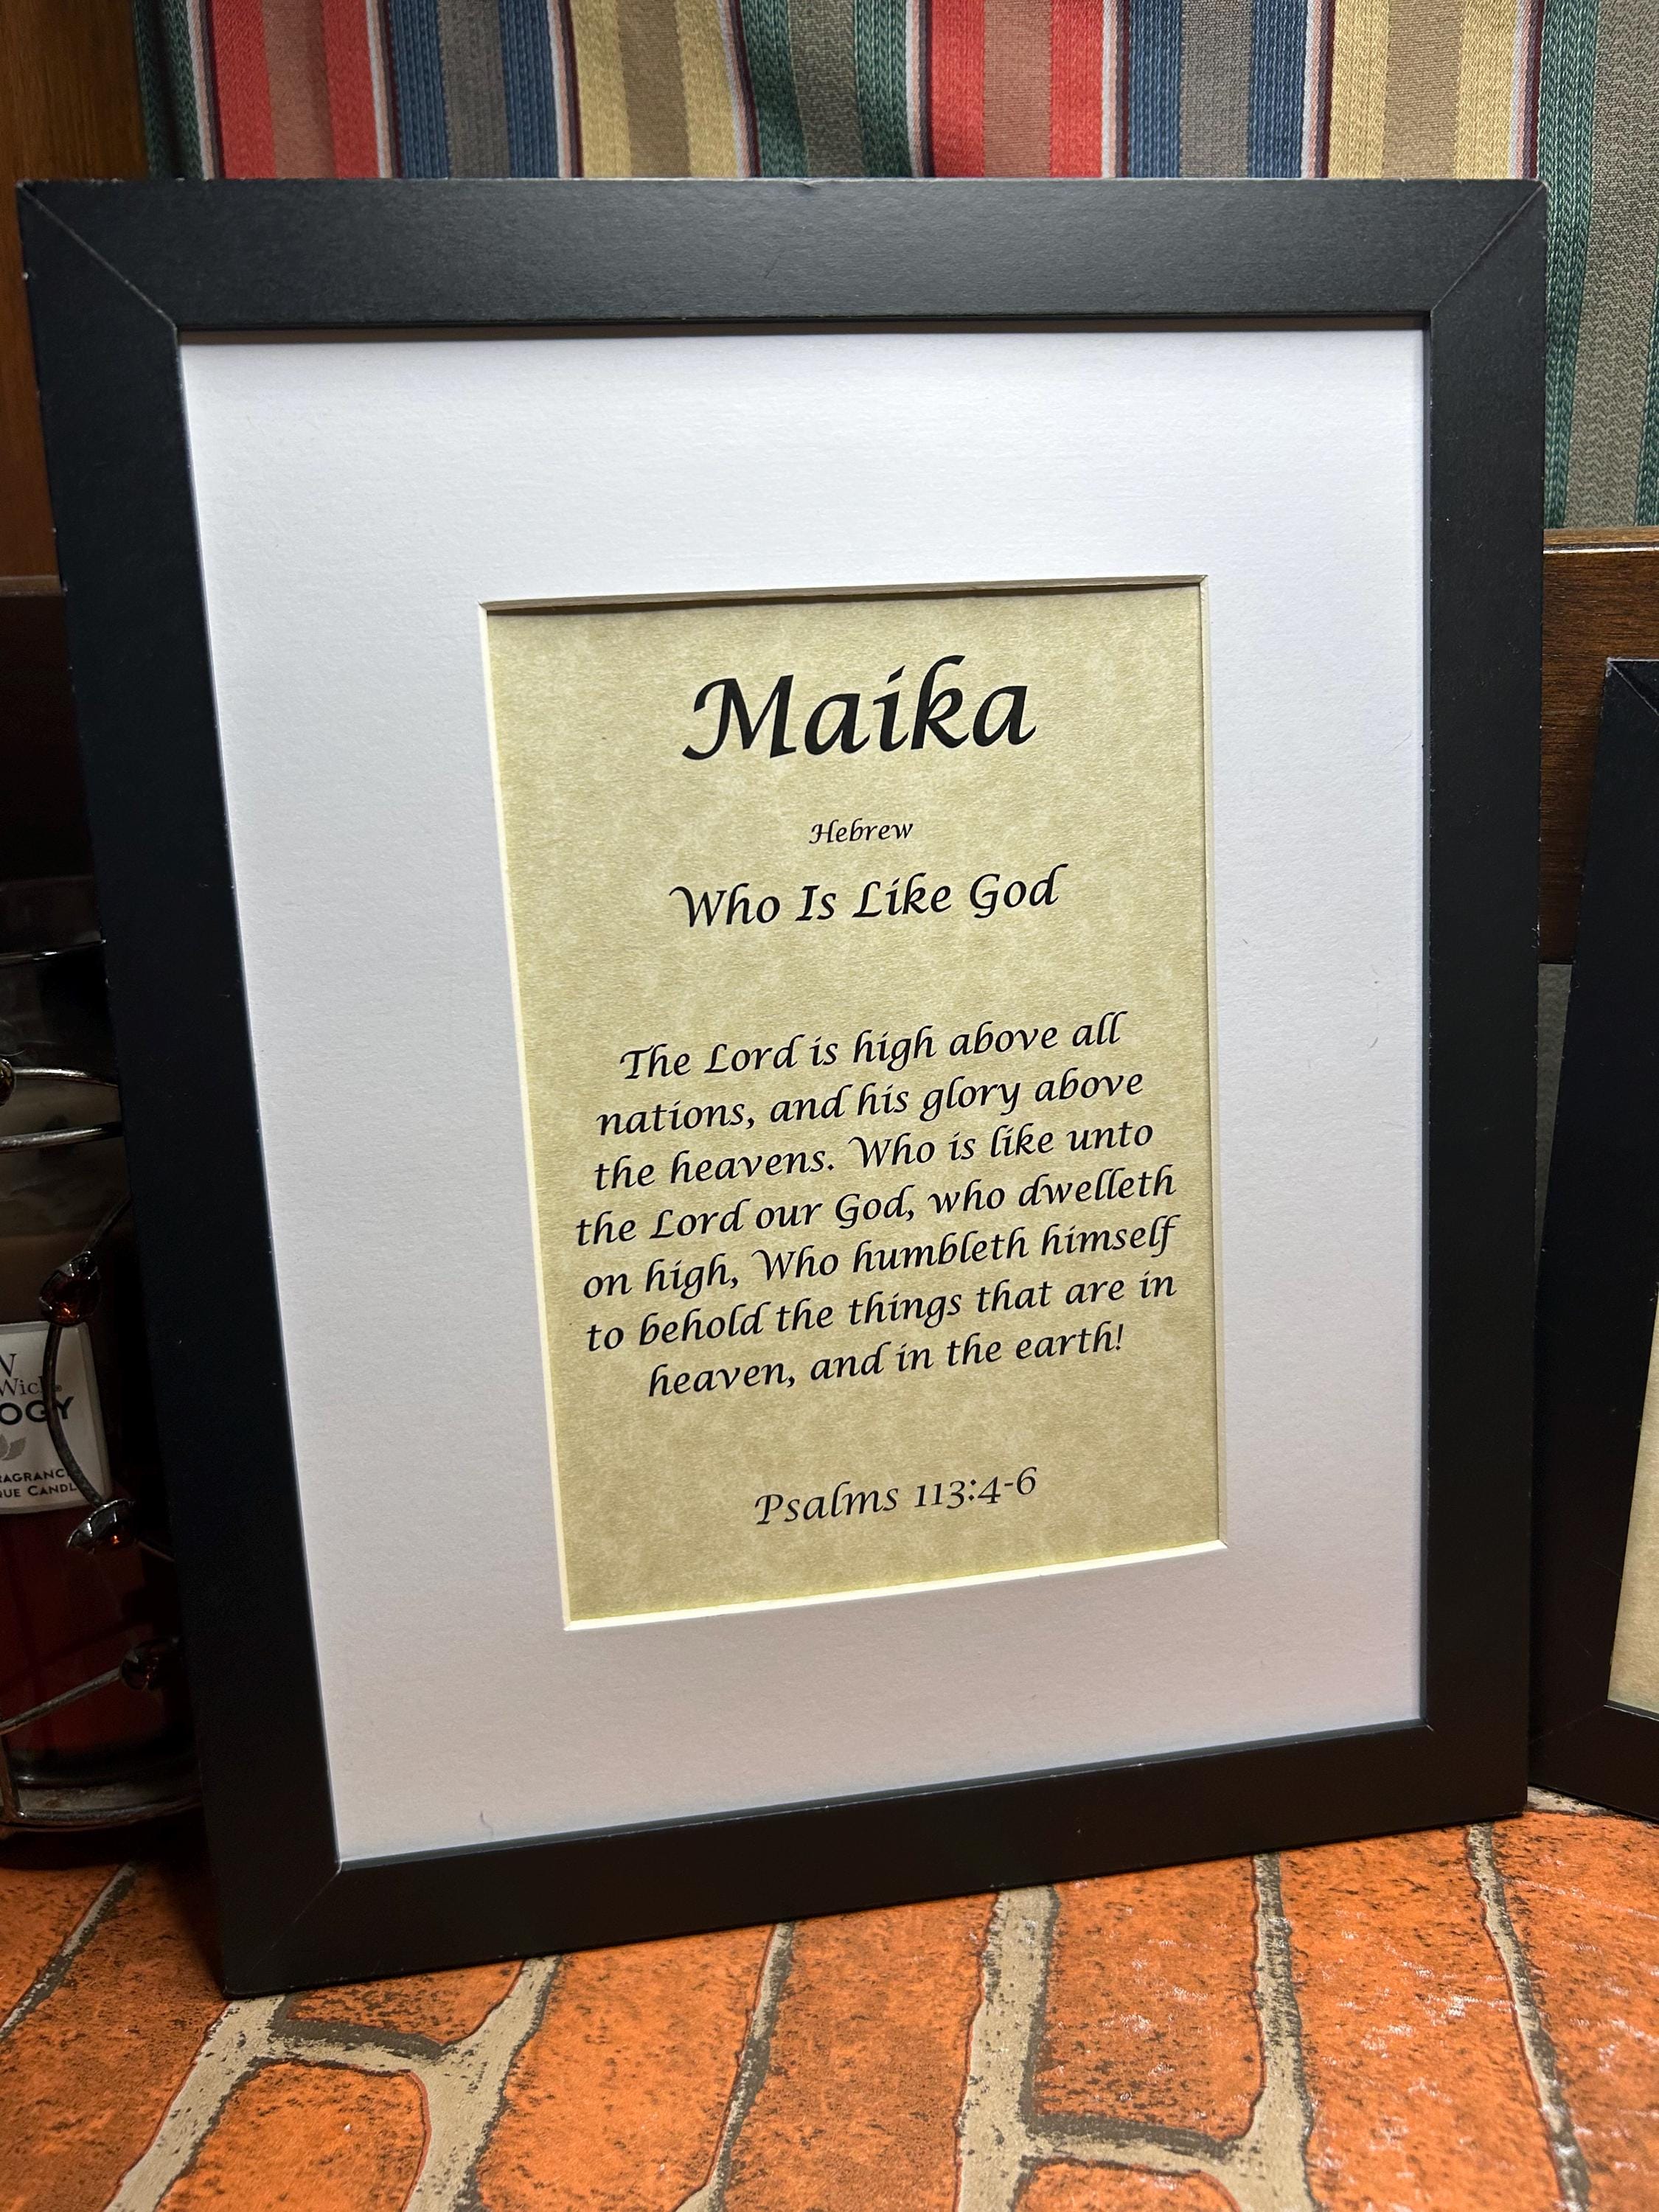 Maika
Hebrew
Who Is Like God
The Lord is high above all
nations, and his glory above
the heavens. Who is like unto
the Lord our God, who dwelleth
on high, Who humbleth himself
to behold the things that are in
heaven, and in the earth!
Psalms 113:4-6
W
Wick
OGY